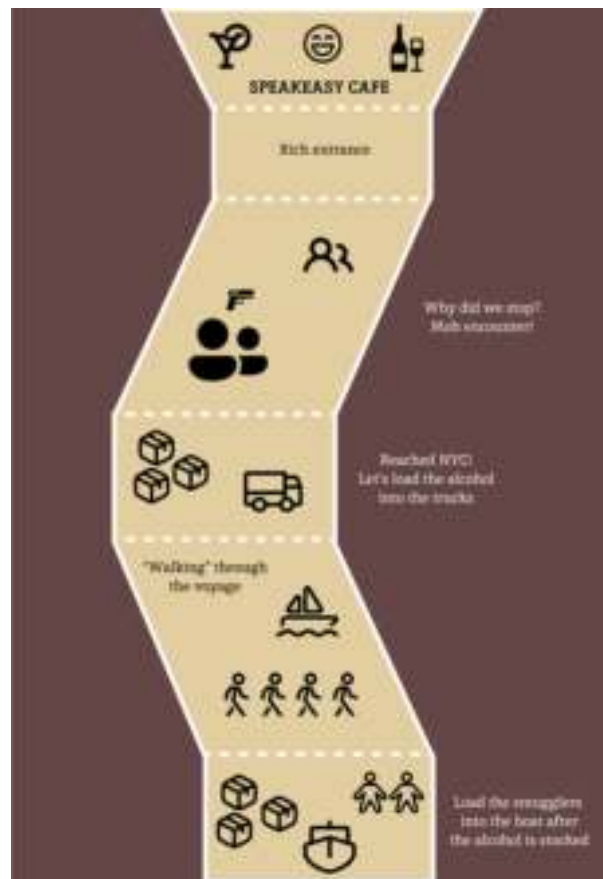 SPEAKEASY CAFE
Rich entrance
Why did we stop?
Mob encounter!
Reached NYC!
Let's load the alcohol
into the trucks
"Walking" through
the voyage
Load the smugglers
into the boat after
the alcohol is stocked